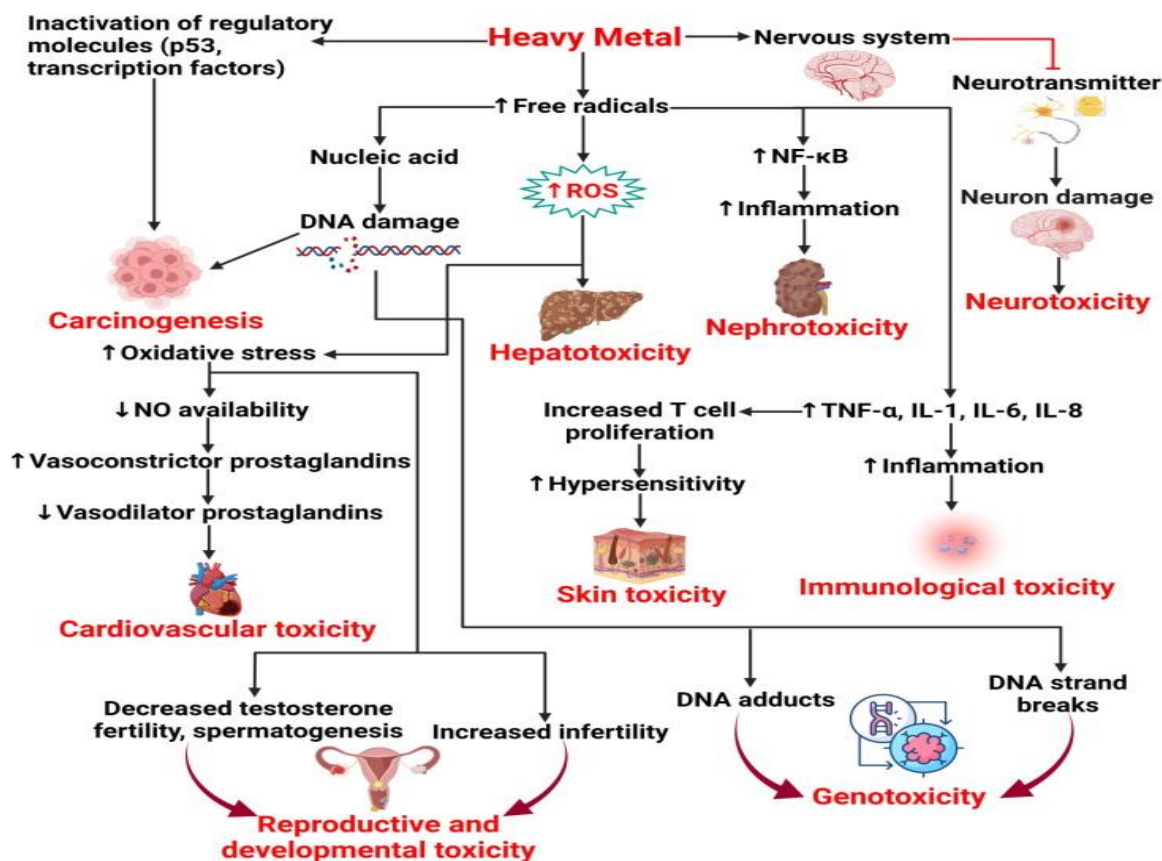 Inactivation of regulatory
molecules (p53,
transcription factors)
Heavy Metal
Nervous system
Neurotransmitter
↑Free radicals
Nucleic acid
↑NF-κB
↑ROS
Neuron damage
DNA damage
↑Inflammation
Carcinogenesis
Hepatotoxicity
Nephrotoxicity
Neurotoxicity
↑Oxidative stress
↓NO availability
↑Vasoconstrictor prostaglandins
↓Vasodilator prostaglandins
Cardiovascular toxicity
Increased T cell
proliferation
↑TNF-α, IL-1, IL-6, IL-8
↑Hypersensitivity
↑Inflammation
Skin toxicity
Immunological toxicity
Decreased testosterone
fertility, spermatogenesis
Increased infertility
Reproductive and
developmental toxicity
DNA adducts
DNA strand
breaks
Genotoxicity